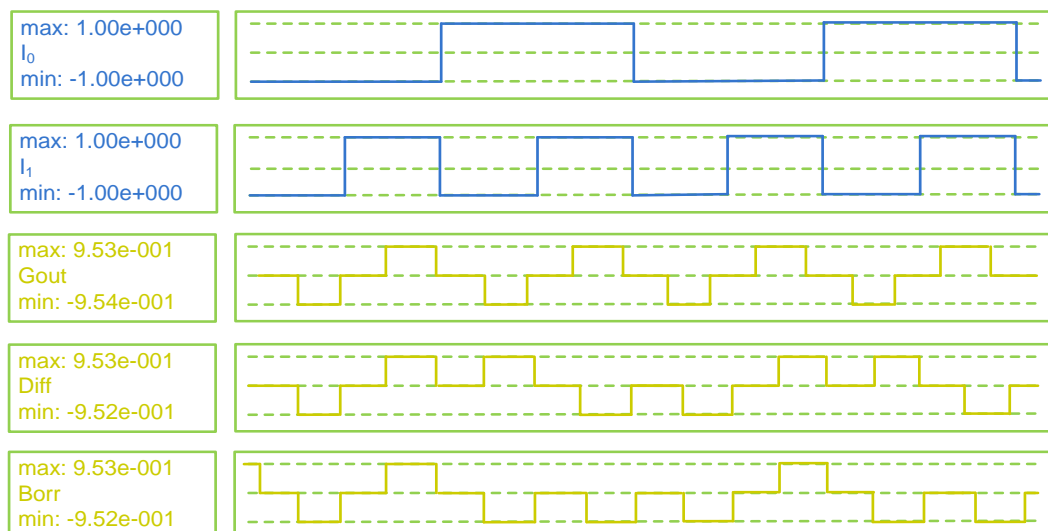 max: 1.00e+000
I₀
min: -1.00e+000
max: 1.00e+000
I₁
min: -1.00e+000
max: 9.53e-001
Gout
min: -9.54e-001
max: 9.53e-001
Diff
min: -9.52e-001
max: 9.53e-001
Borr
min: -9.52e-001